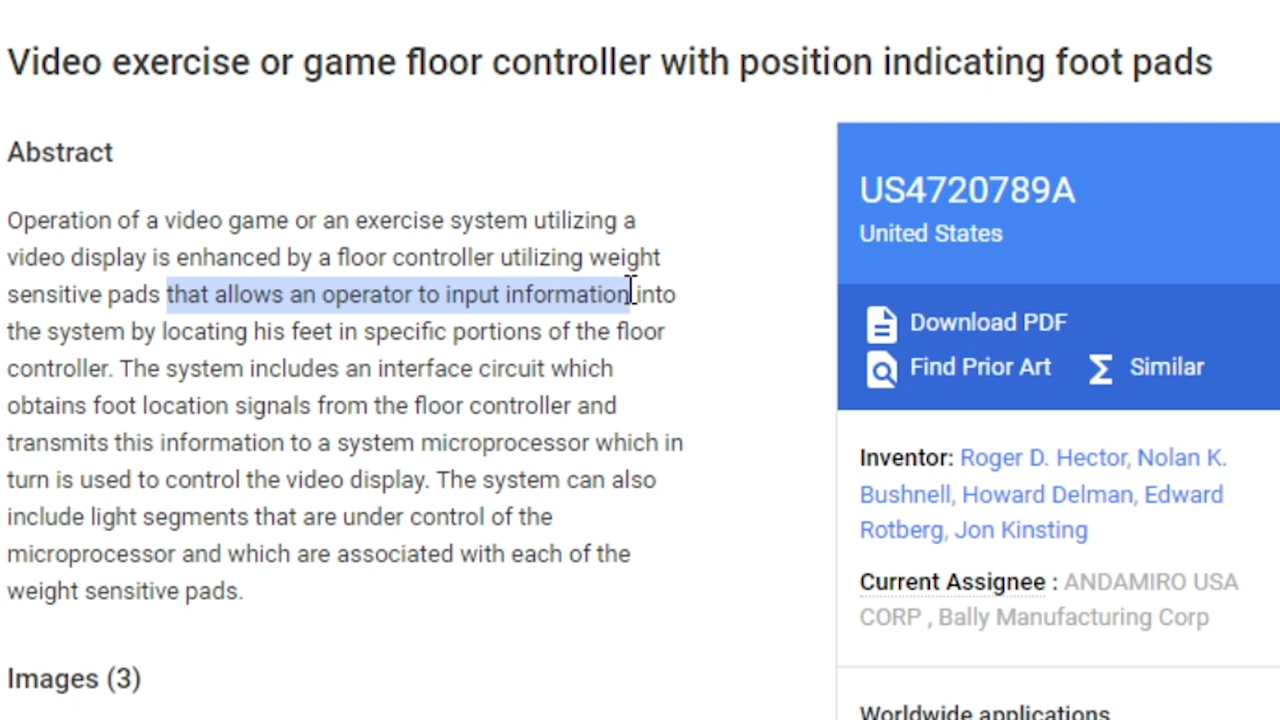 Video exercise or game floor controller with position indicating foot pads
Abstract
Operation of a video game or an exercise system utilizing a
video display is enhanced by a floor controller utilizing weight
sensitive pads that allows an operator to input information into
the system by locating his feet in specific portions of the floor
controller. The system includes an interface circuit which
obtains foot location signals from the floor controller and
transmits this information to a system microprocessor which in
turn is used to control the video display. The system can also
include light segments that are under control of the
microprocessor and which are associated with each of the
weight sensitive pads.
Images (3)
US4720789A
United States
Download PDF
Find Prior Art Similar
Inventor: Roger D. Hector, Nolan K.
Bushnell, Howard Delman, Edward
Rotberg, Jon Kinsting
Current Assignee : ANDAMIRO USA
CORP , Bally Manufacturing Corp
Worldwide applications